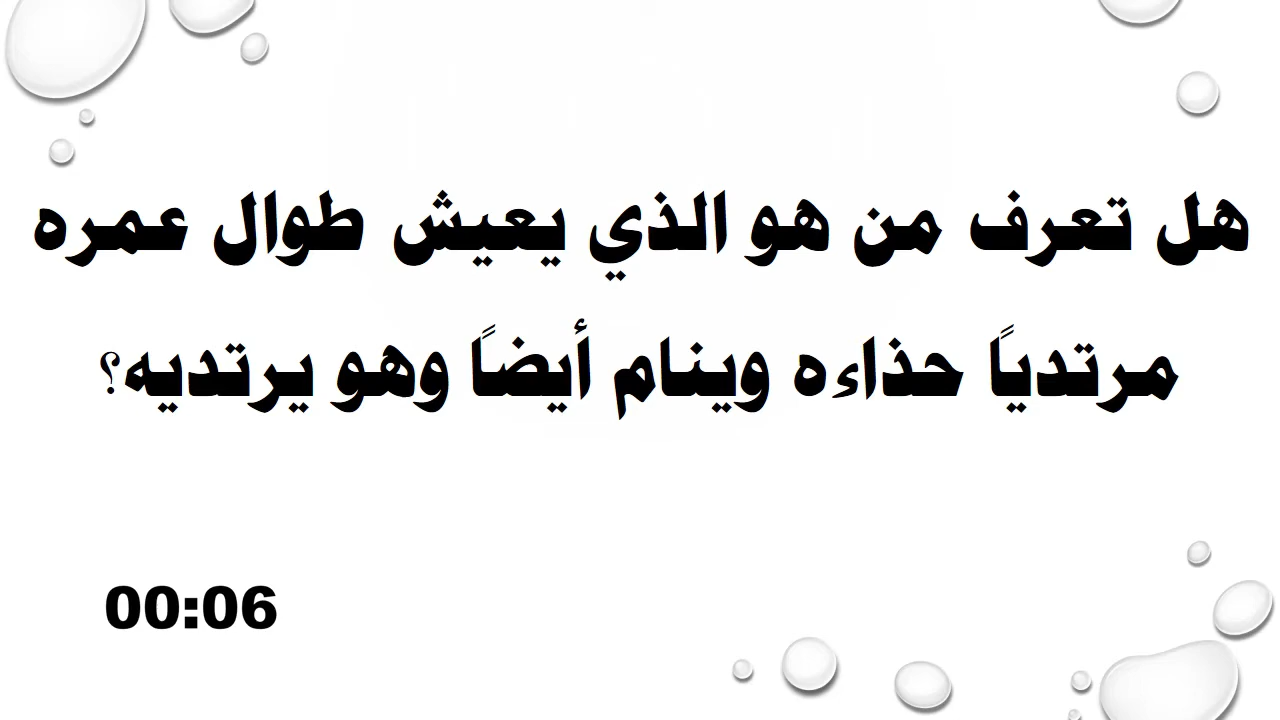 هل تعرف من هو الذي يعيش طوال عمره
مرتدياً حذاءه وينام أيضاً وهو يرتديه؟
00:06